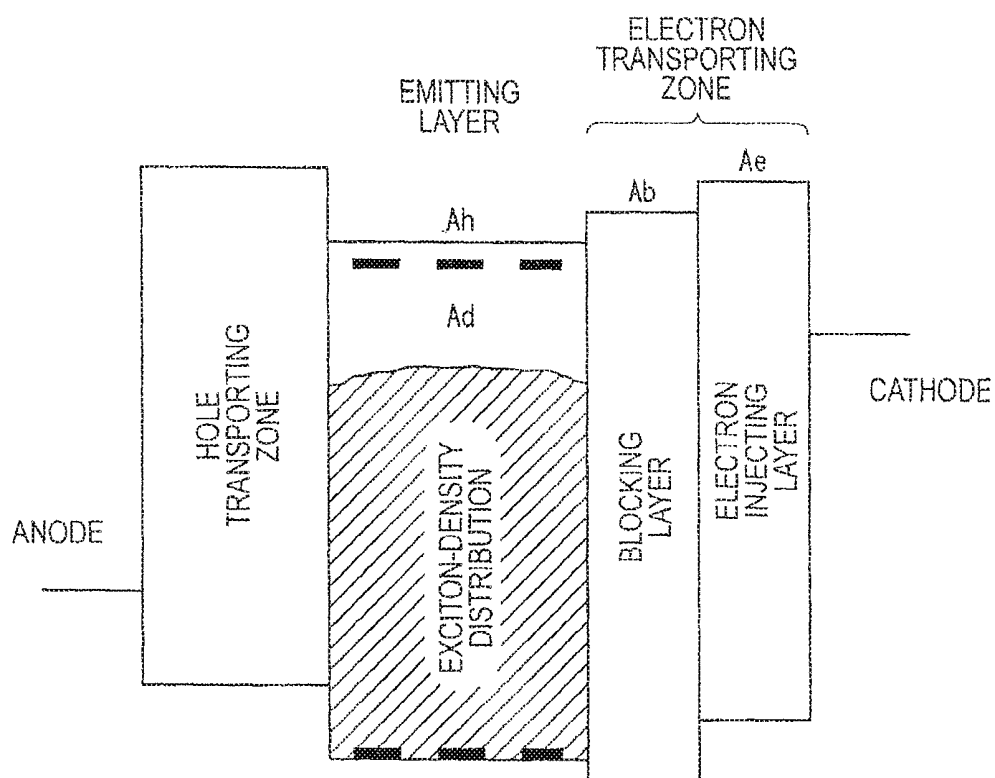 ELECTRON
TRANSPORTING
ZONE
EMITTING
LAYER
Ae
Ab
Ah
Ad
HOLE
TRANSPORTING
ZONE
EXCITON-DENSITY
DISTRIBUTION
BLOCKING
LAYER
ELECTRON
INJECTING
LAYER
CATHODE
ANODE